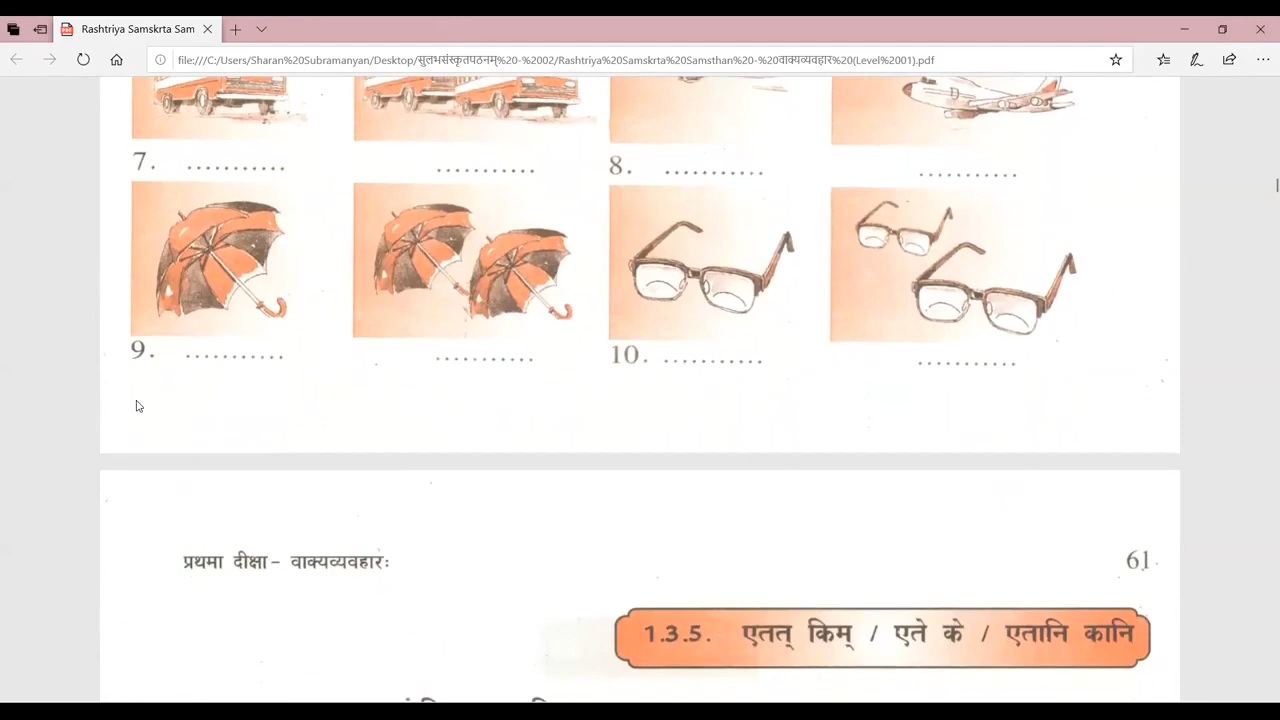 Rashtriya Samskrta Sam
file:///C:/Users/Sharan%20Subramanyan/Desktop/सुलभसंस्कृतपठनम्%20-%2002/Rashtriya%20Samskrta%20Samsthan%20-%20वाक्यव्यवहार%20(Level%2001).pdf
7. ........... ........... 8. ........... ...........
9. ........... ........... 10. ........... ...........
प्रथमा दीक्षा - वाक्यव्यवहारः 61
1.3.5. एतत् किम् / एते के / एतानि कानि